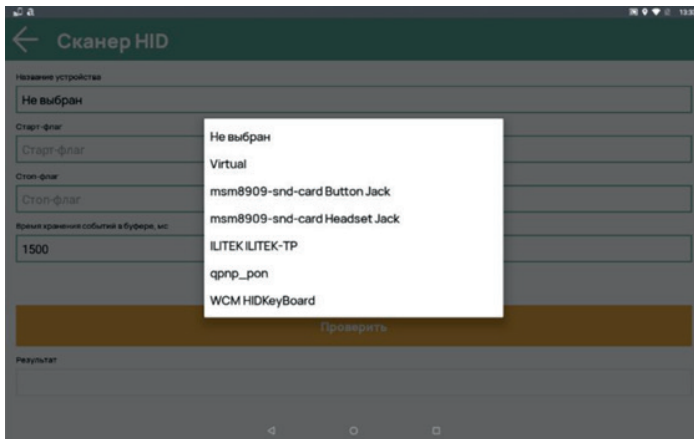 Сканер HID
Название устройства
Не выбран
Старт-флаг
Старт-флаг
Стоп-флаг
Стоп-флаг
Время хранения событий в буфере, мс
1500
Не выбран
Virtual
msm8909-snd-card Button Jack
msm8909-snd-card Headset Jack
ILITEK ILITEK-TP
qpnp_pon
WCM HIDKeyBoard
Проверить
Результат